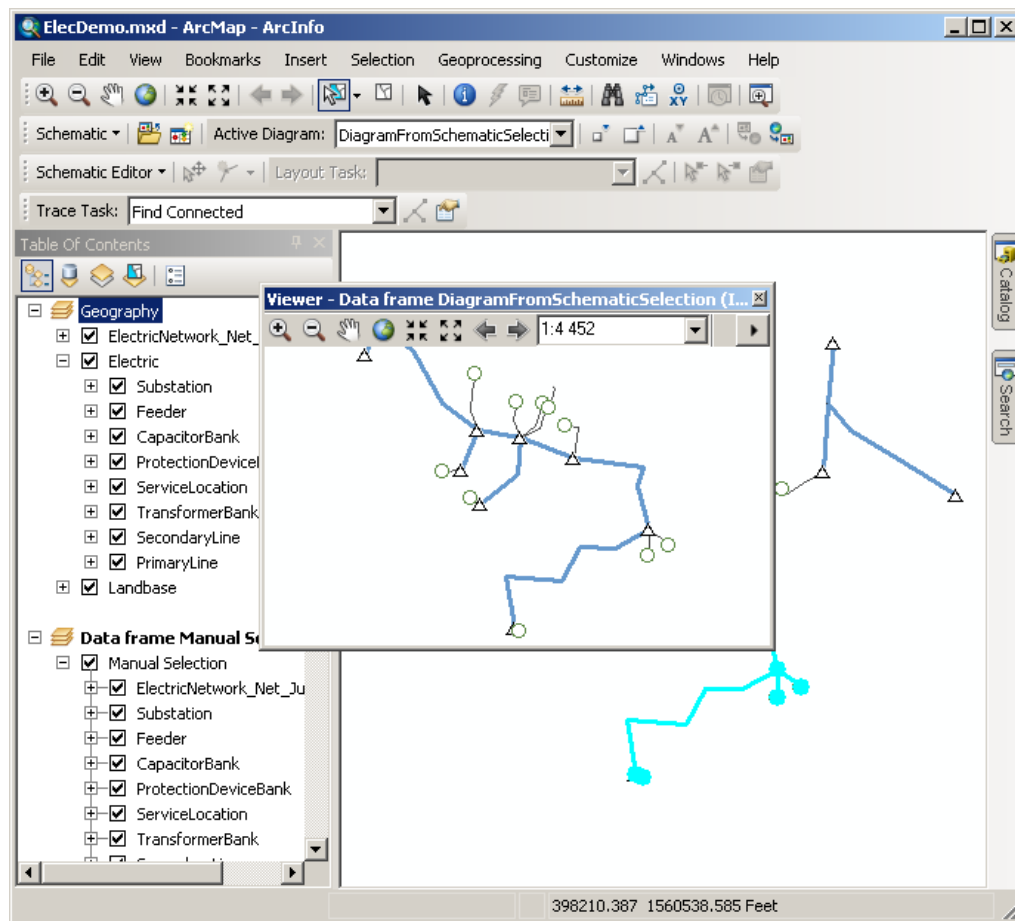 ElecDemo.mxd - ArcMap - ArcInfo
File Edit View Bookmarks Insert Selection Geoprocessing Customize Windows Help
XY
Schematic Active Diagram: DiagramFromSchematicSelecti
Schematic Editor Layout Task:
Trace Task: Find Connected
Table Of Contents
Geography
ElectricNetwork_Net_
Electric
Substation
Feeder
CapacitorBank
ProtectionDevice
ServiceLocation
TransformerBank
SecondaryLine
PrimaryLine
Landbase
Data frame Manual Se
Manual Selection
ElectricNetwork_Net_Ju
Substation
Feeder
CapacitorBank
ProtectionDeviceBank
ServiceLocation
TransformerBank
Viewer - Data frame DiagramFromSchematicSelection (I...
1:4 452
Catalog
Search
398210.387 1560538.585 Feet